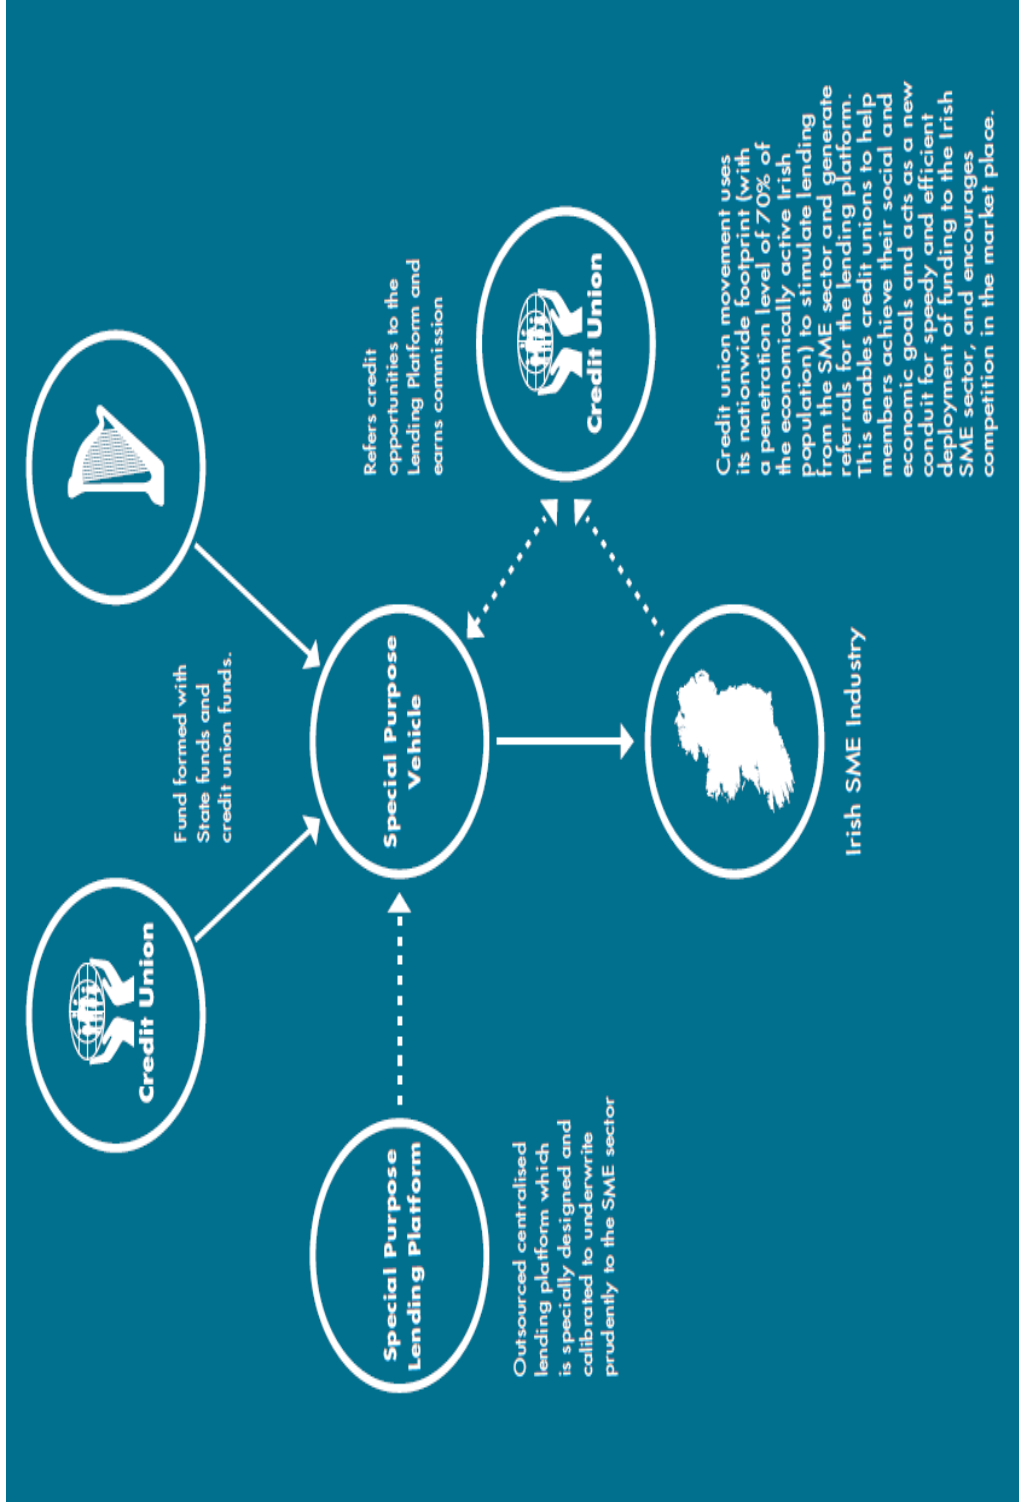 Credit Union
Fund formed with
State funds and
credit union funds.
Special Purpose
Lending Platform
Special Purpose
Vehicle
Refers credit
opportunities to the
Lending Platform and
earns commission
Outsourced centralised
lending platform which
is specially designed and
calibrated to underwrite
prudently to the SME sector
Credit Union
Irish SME Industry
Credit union movement uses
its nationwide footprint (with
a penetration level of 70% of
the economically active Irish
population) to stimulate lending
from the SME sector and generate
referrals for the lending platform.
This enables credit unions to help
members achieve their social and
economic goals and acts as a new
conduit for speedy and efficient
deployment of funding to the Irish
SME sector, and encourages
competition in the market place.